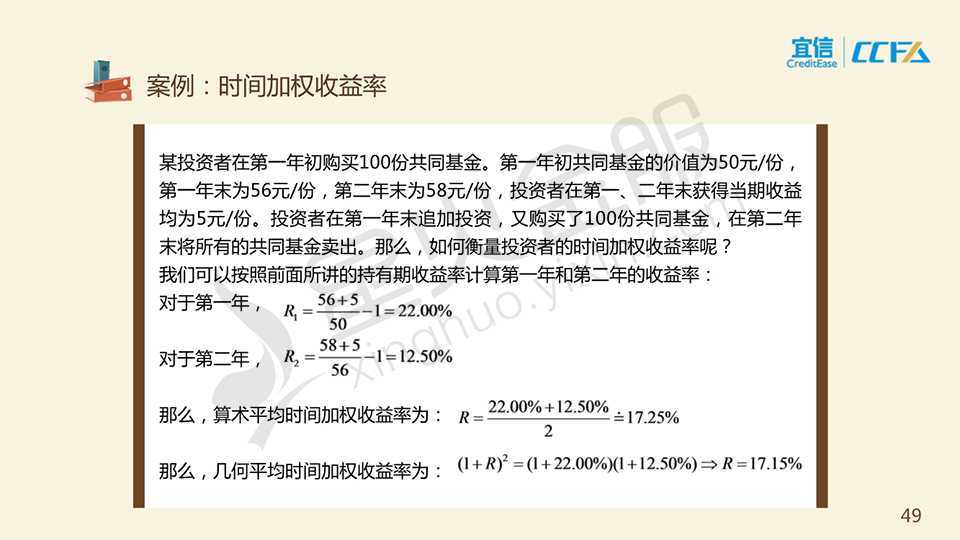 宜信 CreditEase CCFA
案例：时间加权收益率
某投资者在第一年初购买100份共同基金。第一年初共同基金的价值为50元/份，
第一年末为56元/份，第二年末为58元/份，投资者在第一、二年末获得当期收益
均为5元/份。投资者在第一年末追加投资，又购买了100份共同基金，在第二年
末将所有的共同基金卖出。那么，如何衡量投资者的时间加权收益率呢？
我们可以按照前面所讲的持有期收益率计算第一年和第二年的收益率：
对于第一年， R₁ = (56+5)/50 − 1 = 22.00%
对于第二年， R₂ = (58+5)/56 − 1 = 12.50%
那么，算术平均时间加权收益率为： R = (22.00%+12.50%)/2 ≐ 17.25%
那么，几何平均时间加权收益率为： (1+R)² = (1+22.00%)(1+12.50%) ⇒ R = 17.15%
星火金服
xinghuo.yixin.com
49